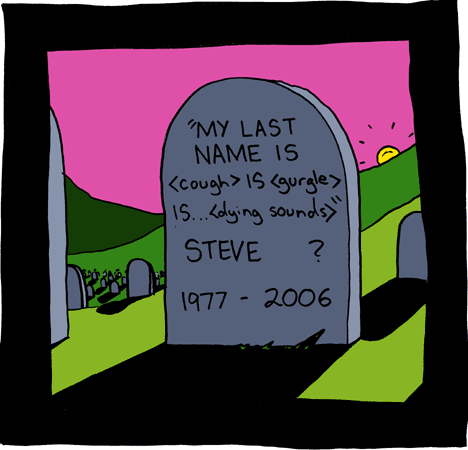 "MY LAST
NAME IS
<cough> IS <gurgle>
IS...<dying sounds>"
STEVE ?
1977 - 2006